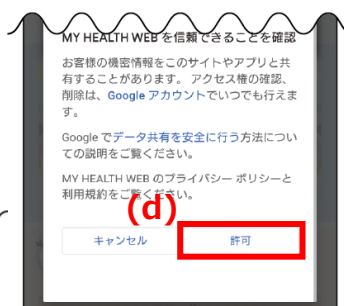 MY HEALTH WEB を信頼できることを確認
お客様の機密情報をこのサイトやアプリと共
有することがあります。 アクセス権の確認、
削除は、Google アカウントでいつでも行えま
す。
Google でデータ共有を安全に行う方法につい
ての説明をご覧ください。
MY HEALTH WEB のプライバシー ポリシーと
利用規約をご覧ください。
(d)
キャンセル
許可